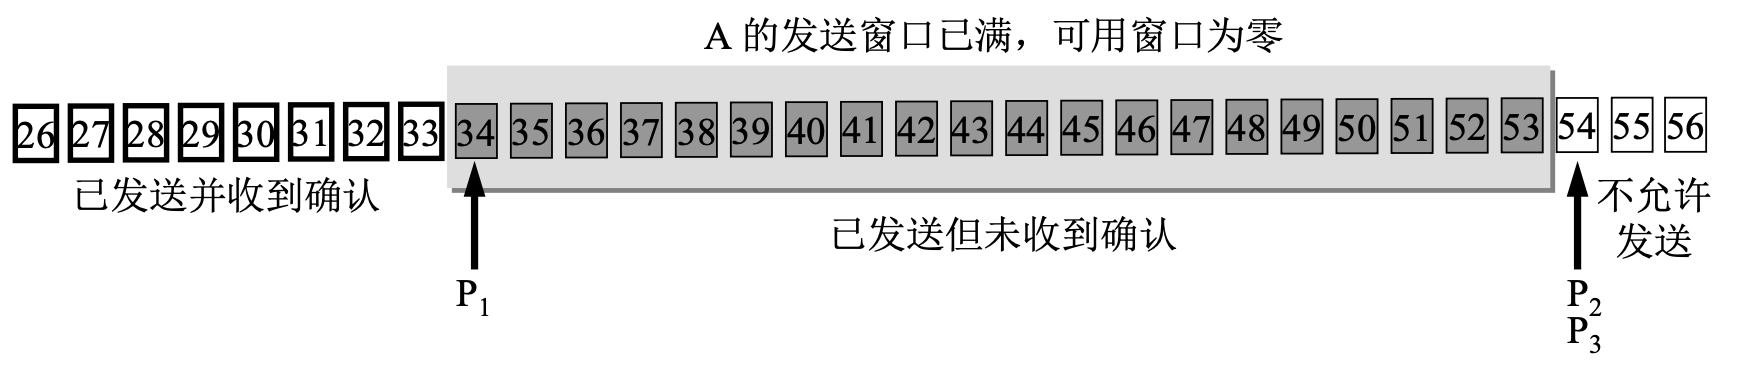 A 的发送窗口已满，可用窗口为零
26 27 28 29 30 31 32 33 34 35 36 37 38 39 40 41 42 43 44 45 46 47 48 49 50 51 52 53 54 55 56
已发送并收到确认
已发送但未收到确认
不允许
发送
P1
P2
P3